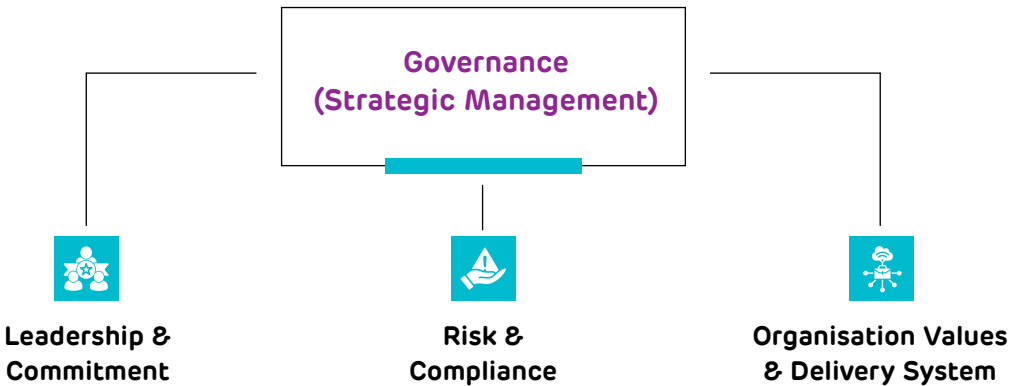 Governance
(Strategic Management)
Leadership &
Commitment
Risk &
Compliance
Organisation Values
& Delivery System